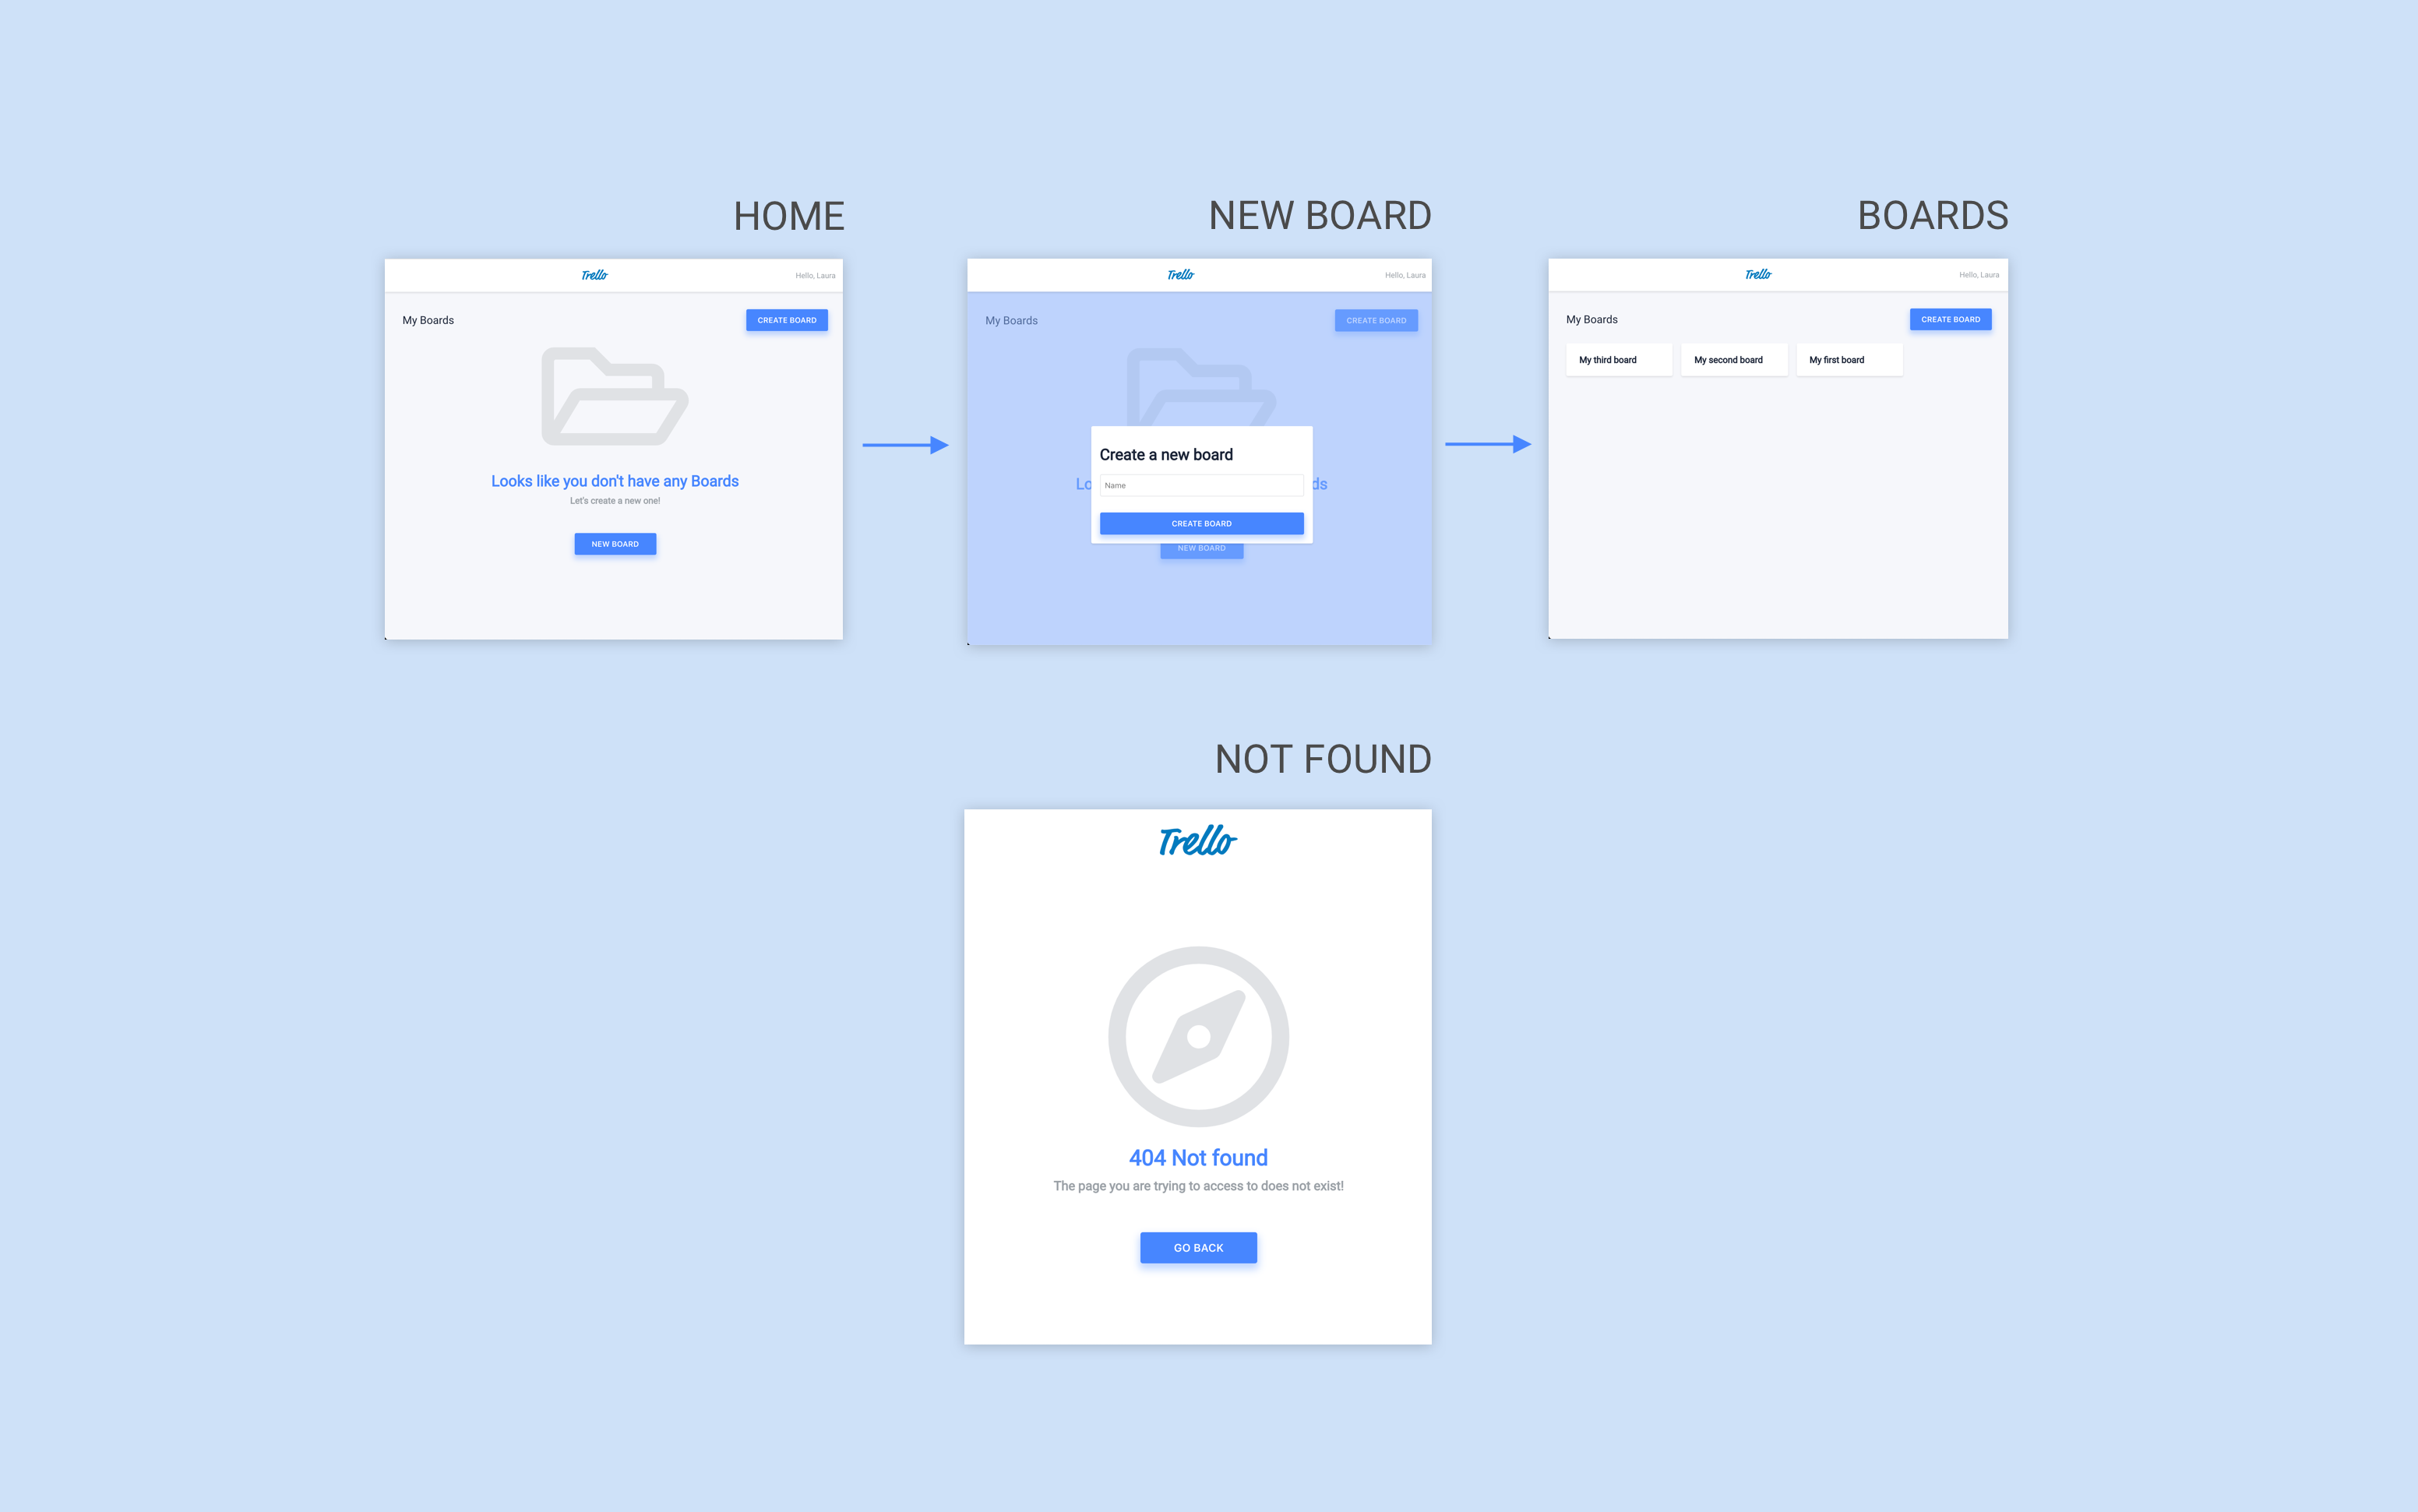 HOME
Trello
Hello, Laura
My Boards
CREATE BOARD
Looks like you don't have any Boards
Let's create a new one!
NEW BOARD
NEW BOARD
Trello
Hello, Laura
My Boards
CREATE BOARD
Create a new board
Lo
ds
Name
CREATE BOARD
NEW BOARD
BOARDS
Trello
Hello, Laura
My Boards
CREATE BOARD
My third board
My second board
My first board
NOT FOUND
Trello
404 Not found
The page you are trying to access to does not exist!
GO BACK